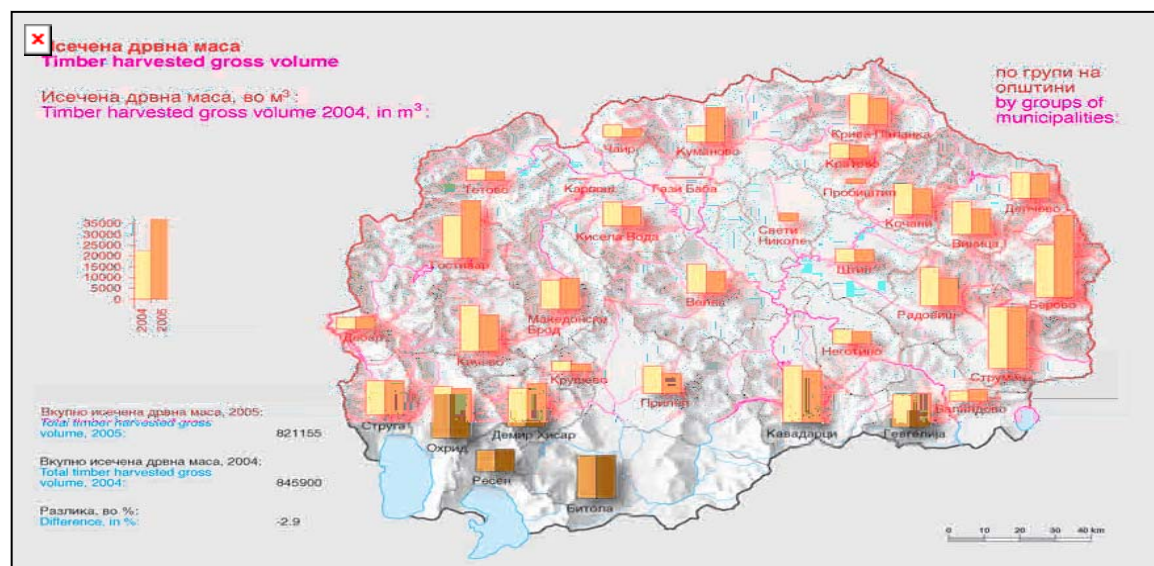 Исечена дрвна маса
Timber harvested gross volume
Исечена дрвна маса, во м³:
Timber harvested gross volume 2004, in m³:
по групи на
општини
by groups of
municipalities:
Крива Паланка
Чаир
Куманово
Кратово
Тетово
Карпош
Гази Баба
Пробиштип
Делчево
35000
30000
25000
20000
15000
10000
5000
0
2004
2005
Гостивар
Кисела Вода
Свети
Николе
Кочани
Виница
Штип
Берово
Македонски
Брод
Велес
Радовиш
Дебар
Кичево
Неготино
Струмица
Крушево
Прилеп
Валандово
Струга
Охрид
Демир Хисар
Кавадарци
Гевгелија
Ресен
Битола
Вкупно исечена дрвна маса, 2005:
Total timber harvested gross
volume, 2005: 821155
Вкупно исечена дрвна маса, 2004:
Total timber harvested gross
volume, 2004: 845900
Разлика, во %:
Difference, in %: -2.9
0 10 20 30 40 km